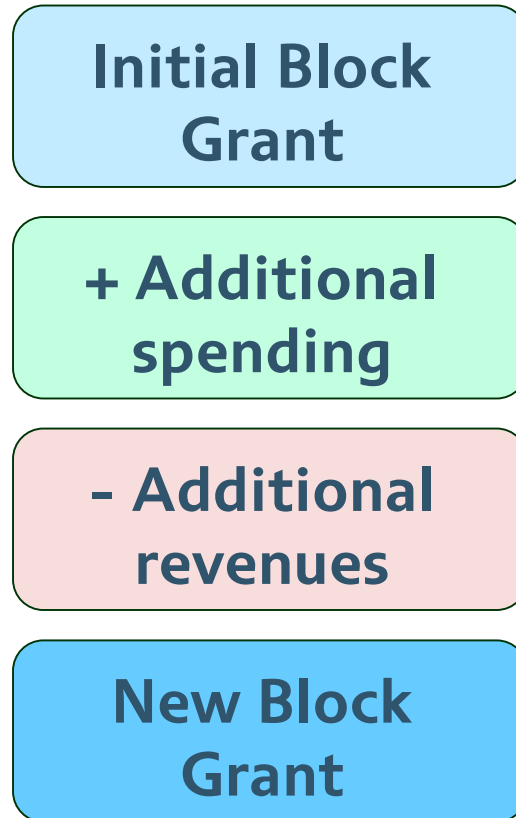 Initial Block
Grant
+ Additional
spending
- Additional
revenues
New Block
Grant